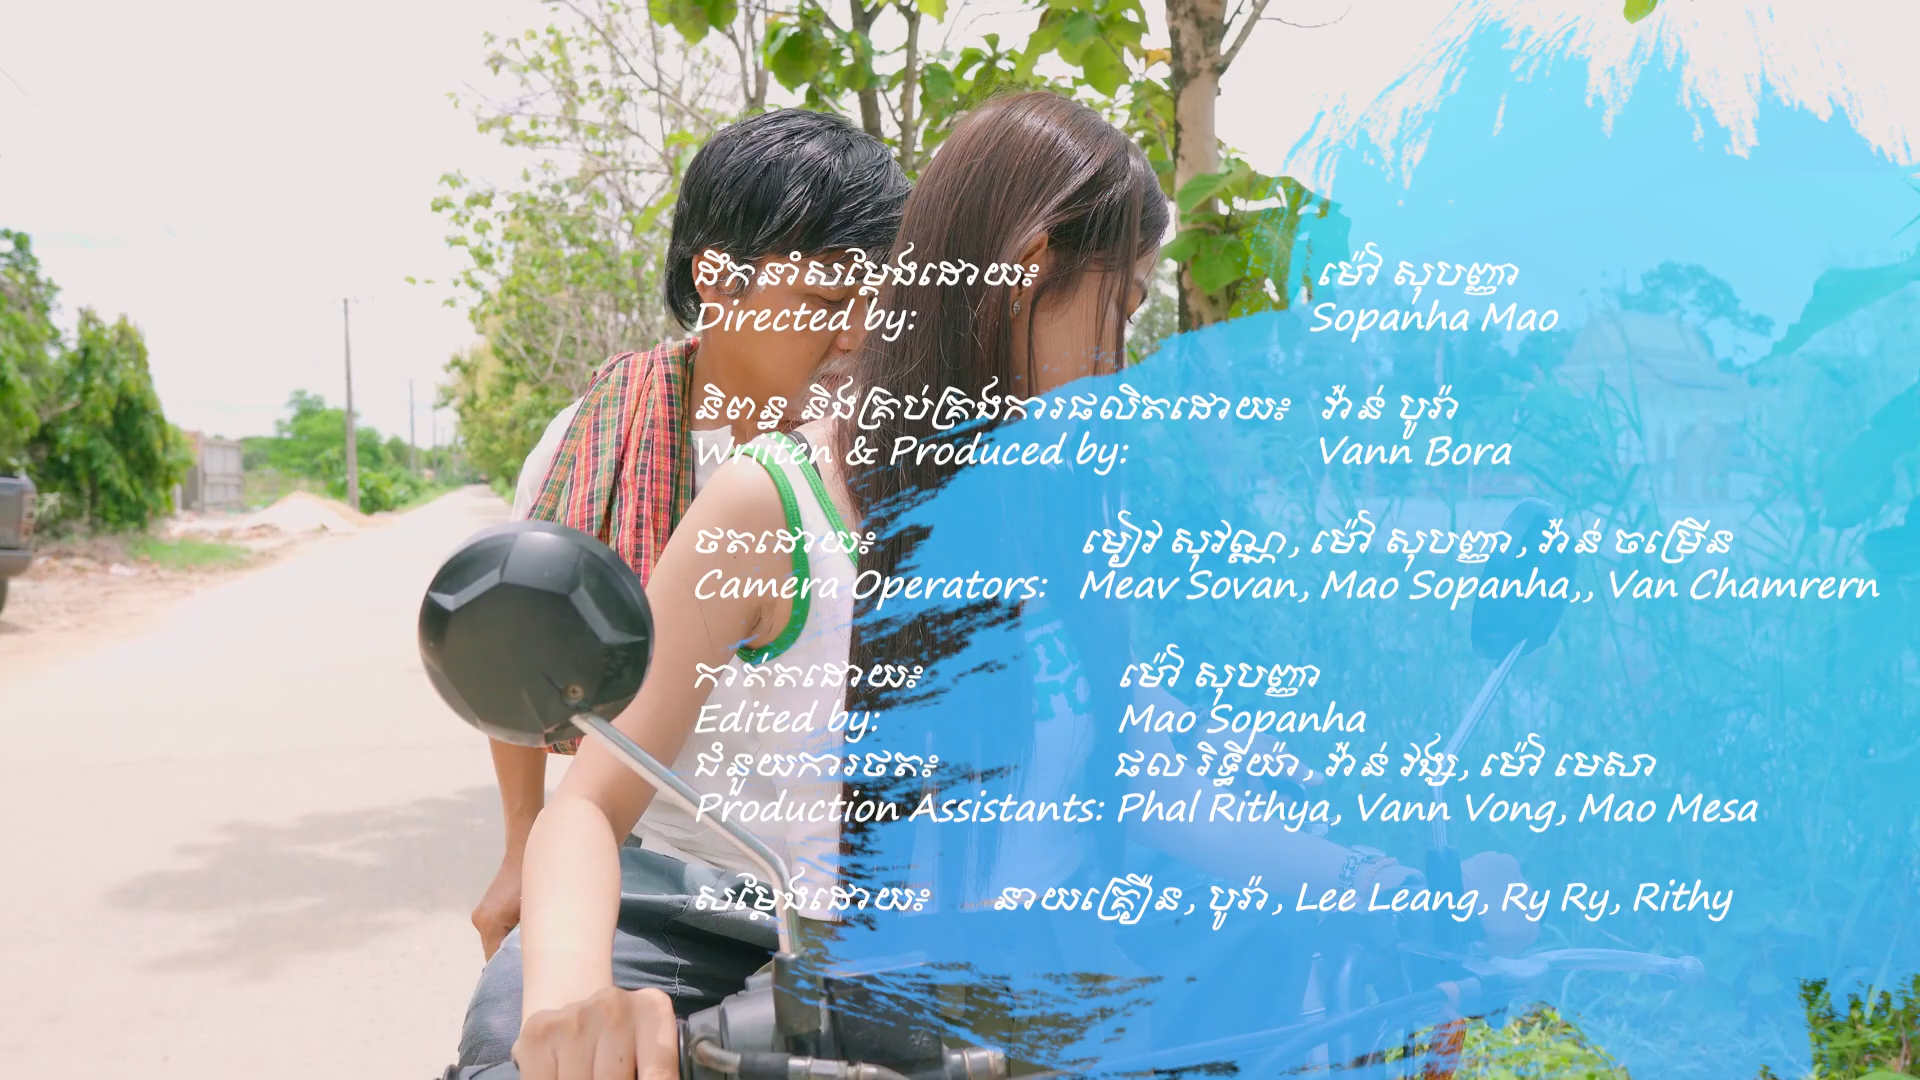 ដឹកនាំសម្ដែងដោយ៖ ម៉ៅ សុបញ្ញា
Directed by: Sopanha Mao
និពន្ធ និងគ្រប់គ្រងការផលិតដោយ៖ វ៉ាន់ បូរ៉ា
Wriiten & Produced by: Vann Bora
ថតដោយ៖ ម្ញៀវ សុវណ្ណ, ម៉ៅ សុបញ្ញា, វ៉ាន់ ចម្រើន
Camera Operators: Meav Sovan, Mao Sopanha,, Van Chamrern
កាត់តដោយ៖ ម៉ៅ សុបញ្ញា
Edited by: Mao Sopanha
ជំនួយការថត៖ ផល រិទ្ធីយ៉ា, វ៉ាន់ វង្ស, ម៉ៅ មេសា
Production Assistants: Phal Rithya, Vann Vong, Mao Mesa
សម្ដែងដោយ៖ នាយគ្រឿន, បូរ៉ា, Lee Leang, Ry Ry, Rithy